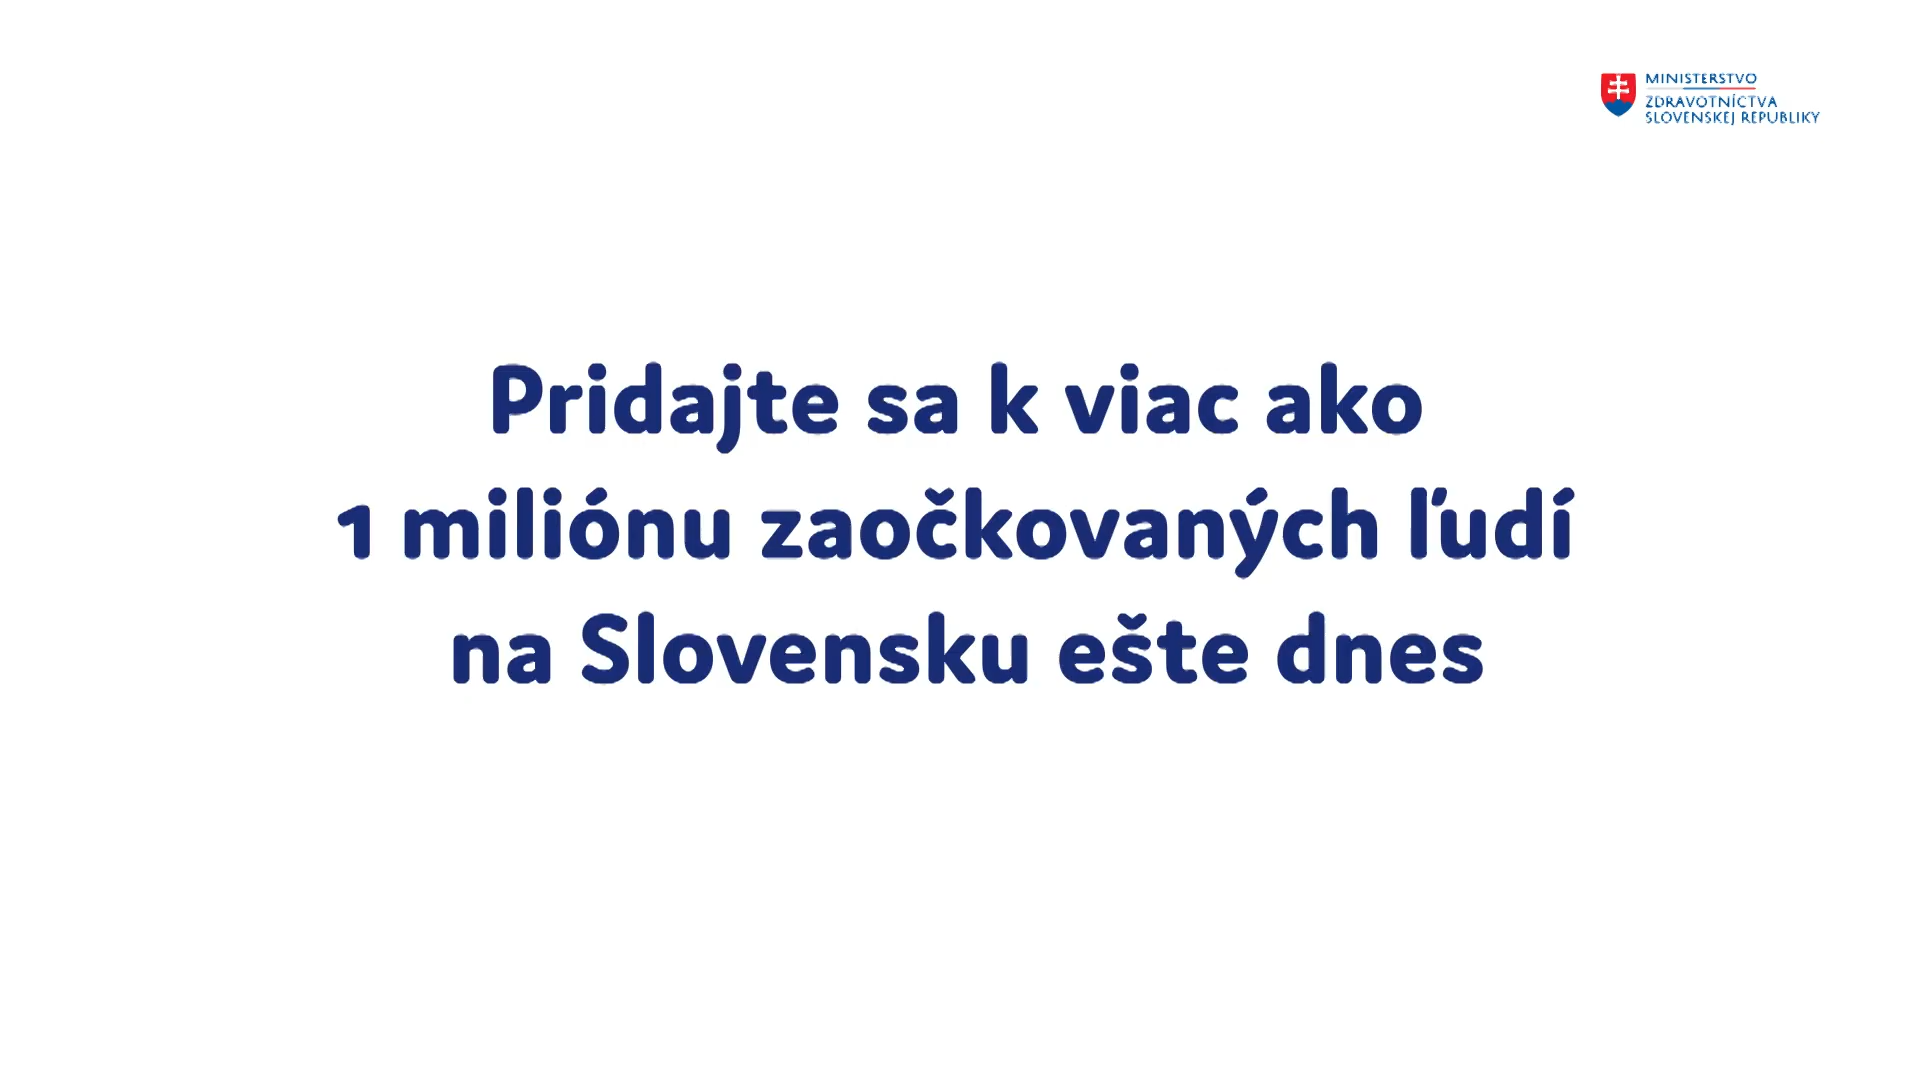 MINISTERSTVO
ZDRAVOTNÍCTVA
SLOVENSKEJ REPUBLIKY
Pridajte sa k viac ako
1 miliónu zaočkovaných ľudí
na Slovensku ešte dnes